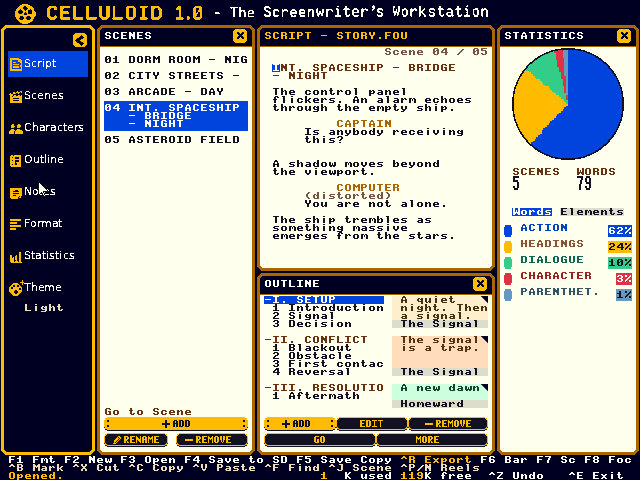 CELLULOID 1.0 - The Screenwriter's Workstation
Script
Scenes
Characters
Outline
Notes
Format
Statistics
Theme
Light
SCENES
01 DORM ROOM - NIG
02 CITY STREETS -
03 ARCADE - DAY
04 INT. SPACESHIP
- BRIDGE
- NIGHT
05 ASTEROID FIELD
Go to Scene
+ADD
RENAME
-REMOVE
SCRIPT - STORY.FOU
Scene 04 / 05
INT. SPACESHIP - BRIDGE
- NIGHT
The control panel
flickers. An alarm echoes
through the empty ship.
CAPTAIN
Is anybody receiving
this?
A shadow moves beyond
the viewport.
COMPUTER
(distorted)
You are not alone.
The ship trembles as
something massive
emerges from the stars.
OUTLINE
-I. SETUP
1 Introduction
2 Signal
3 Decision
-II. CONFLICT
1 Blackout
2 Obstacle
3 First contac
4 Reversal
-III. RESOLUTIO
1 Aftermath
A quiet
night. Then
a signal.
The Signal
The signal
is a trap.
The Signal
A new dawn
Homeward
+ADD
EDIT
-REMOVE
GO
MORE
STATISTICS
SCENES WORDS
5 79
Words Elements
ACTION 62%
HEADINGS 24%
DIALOGUE 10%
CHARACTER 3%
PARENTHET. 1%
F1 Fmt F2 New F3 Open F4 Save to SD F5 Save Copy ^R Export F6 Bar F7 Sc F8 Foc
^B Mark ^X Cut ^C Copy ^V Paste ^F Find ^J Scene ^P/N Reels
Opened. 1 K used 119K free ^Z Undo ^E Exit